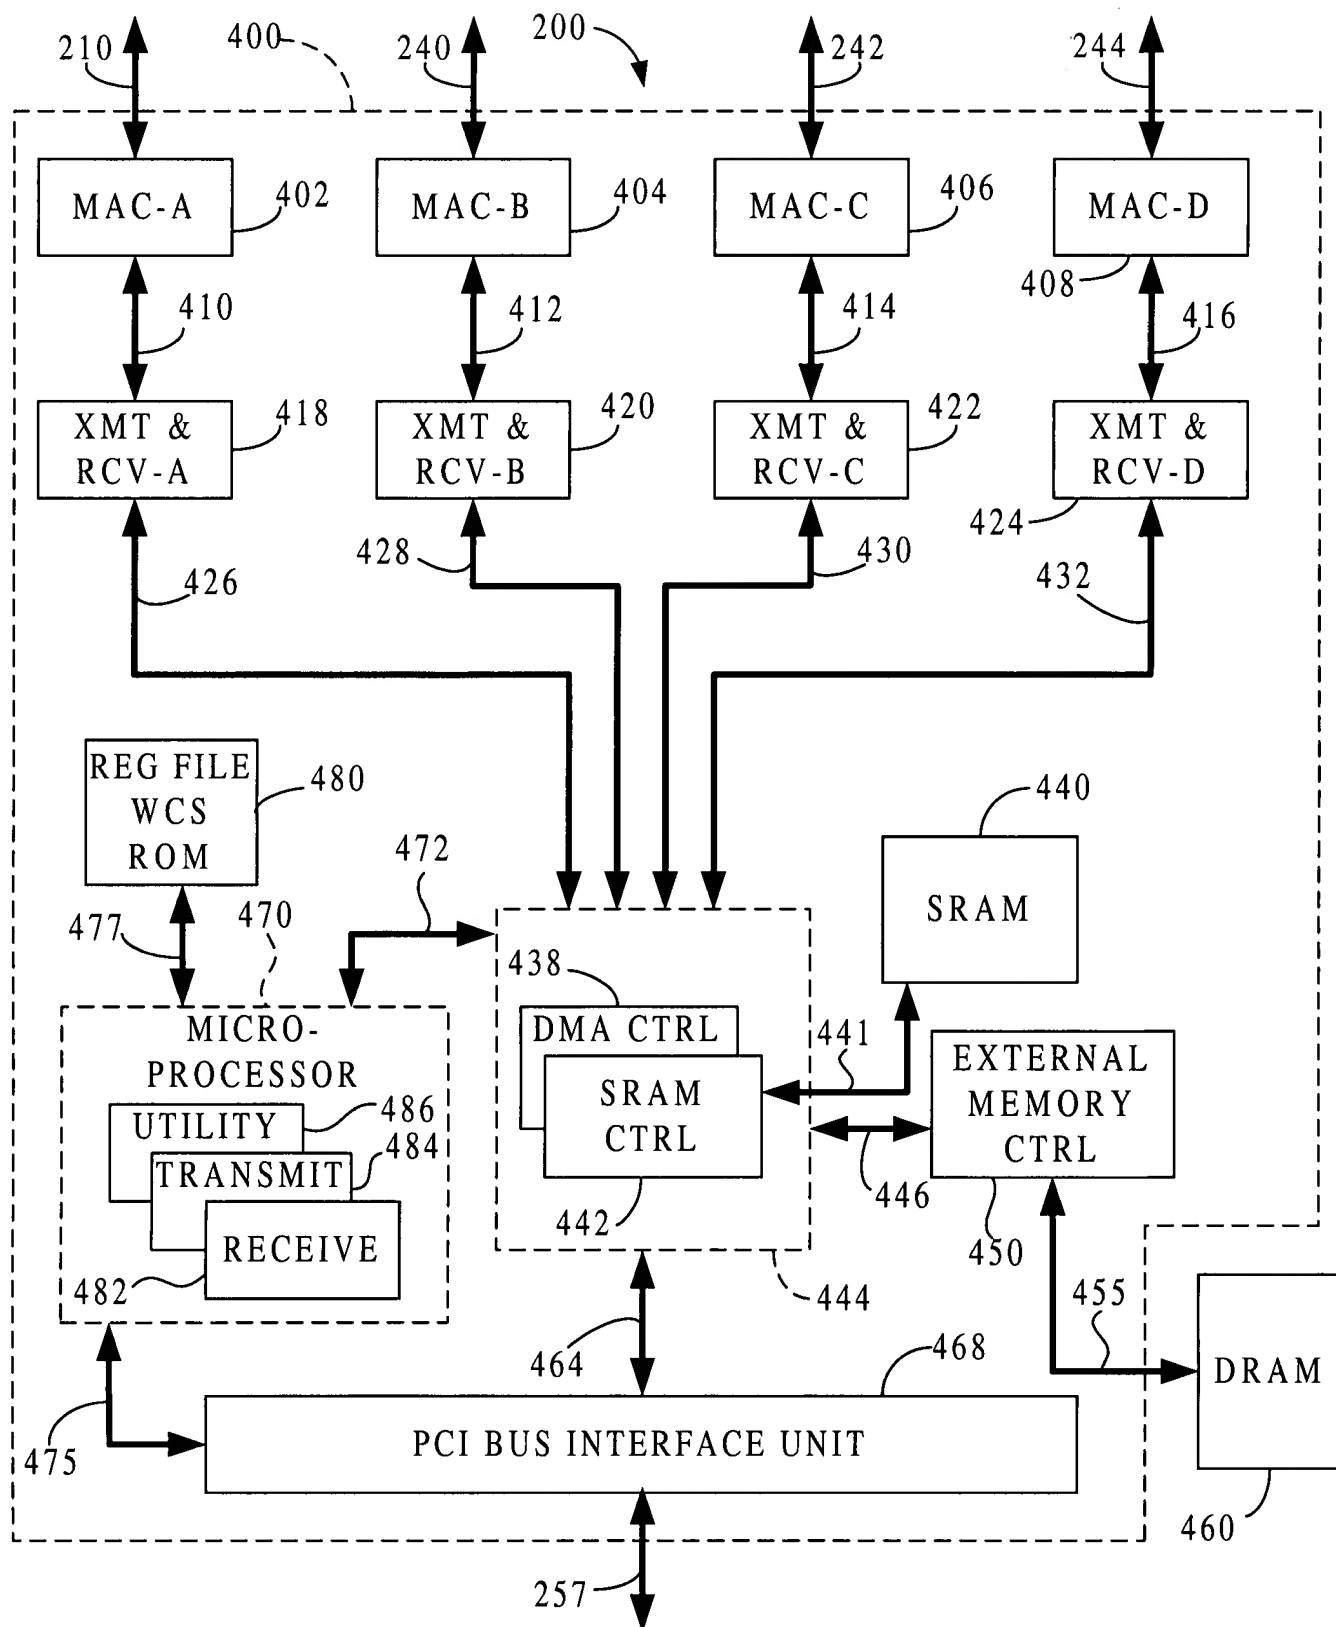 210
400
240
200
242
244
MAC-A
402
MAC-B
404
MAC-C
406
MAC-D
408
410
412
414
416
XMT &
RCV-A
418
XMT &
RCV-B
420
XMT &
RCV-C
422
XMT &
RCV-D
424
426
428
430
432
REG FILE
WCS
ROM
480
472
440
SRAM
477
470
438
DMA CTRL
SRAM
CTRL
442
441
EXTERNAL
MEMORY
CTRL
446
450
MICRO-
PROCESSOR
UTILITY
486
TRANSMIT
484
RECEIVE
482
444
455
464
468
DRAM
475
PCI BUS INTERFACE UNIT
460
257